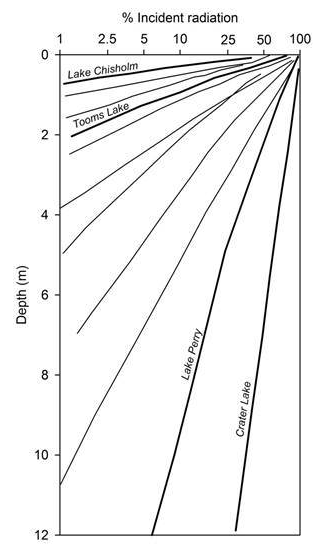 % Incident radiation
1 2.5 5 10 25 50 100
0
Lake Chisholm
Tooms Lake
2
4
Depth (m)
6
Lake Perry
8
Crater Lake
10
12